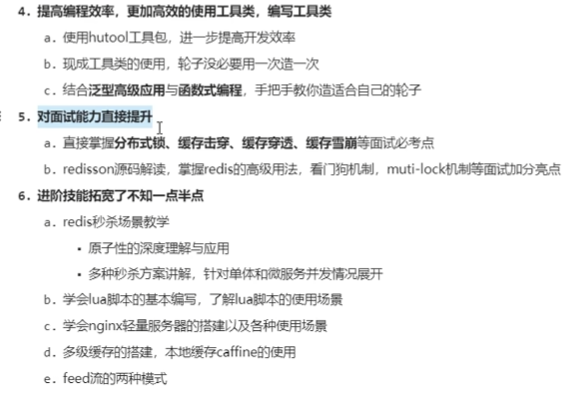 4. 提高编程效率，更加高效的使用工具类，编写工具类
a. 使用hutool工具包，进一步提高开发效率
b. 现成工具类的使用，轮子没必要用一次造一次
c. 结合泛型高级应用与函数式编程，手把手教你造适合自己的轮子
5. 对面试能力直接提升
a. 直接掌握分布式锁、缓存击穿、缓存穿透、缓存雪崩等面试必考点
b. redisson源码解读，掌握redis的高级用法，看门狗机制，muti-lock机制等面试加分亮点
6. 进阶技能拓宽了不知一点半点
a. redis秒杀场景教学
• 原子性的深度理解与应用
• 多种秒杀方案讲解，针对单体和微服务并发情况展开
b. 学会lua脚本的基本编写，了解lua脚本的使用场景
c. 学会nginx轻量服务器的搭建以及各种使用场景
d. 多级缓存的搭建，本地缓存caffine的使用
e. feed流的两种模式